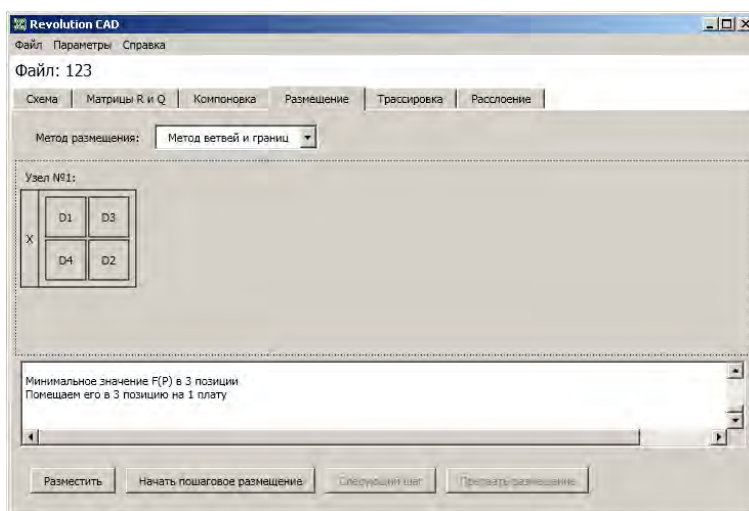 Revolution CAD
Файл Параметры Справка
Файл: 123
Схема Матрицы R и Q Компоновка Размещение Трассировка Расслоение
Метод размещения: Метод ветвей и границ
Узел №1:
D1 D3
X
D4 D2
Минимальное значение F(P) в 3 позиции
Помещаем его в 3 позицию на 1 плату
Разместить Начать пошаговое размещение Следующий шаг Прервать размещение